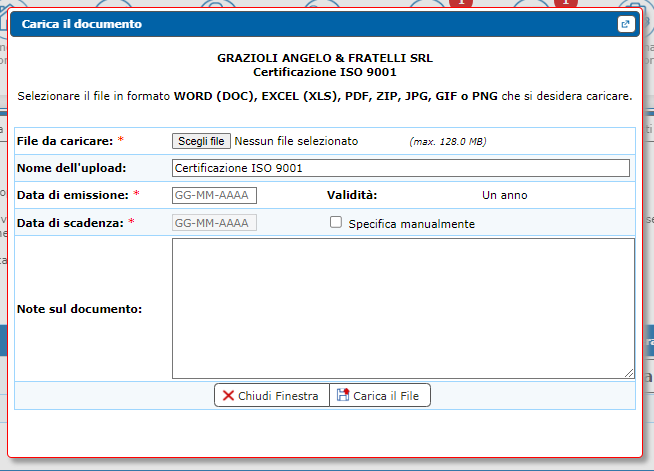 Carica il documento
GRAZIOLI ANGELO & FRATELLI SRL
Certificazione ISO 9001
Selezionare il file in formato WORD (DOC), EXCEL (XLS), PDF, ZIP, JPG, GIF o PNG che si desidera caricare.
File da caricare: * Scegli file Nessun file selezionato (max. 128.0 MB)
Nome dell'upload: Certificazione ISO 9001
Data di emissione: * GG-MM-AAAA Validità: Un anno
Data di scadenza: * GG-MM-AAAA Specifica manualmente
Note sul documento:
Chiudi Finestra Carica il File